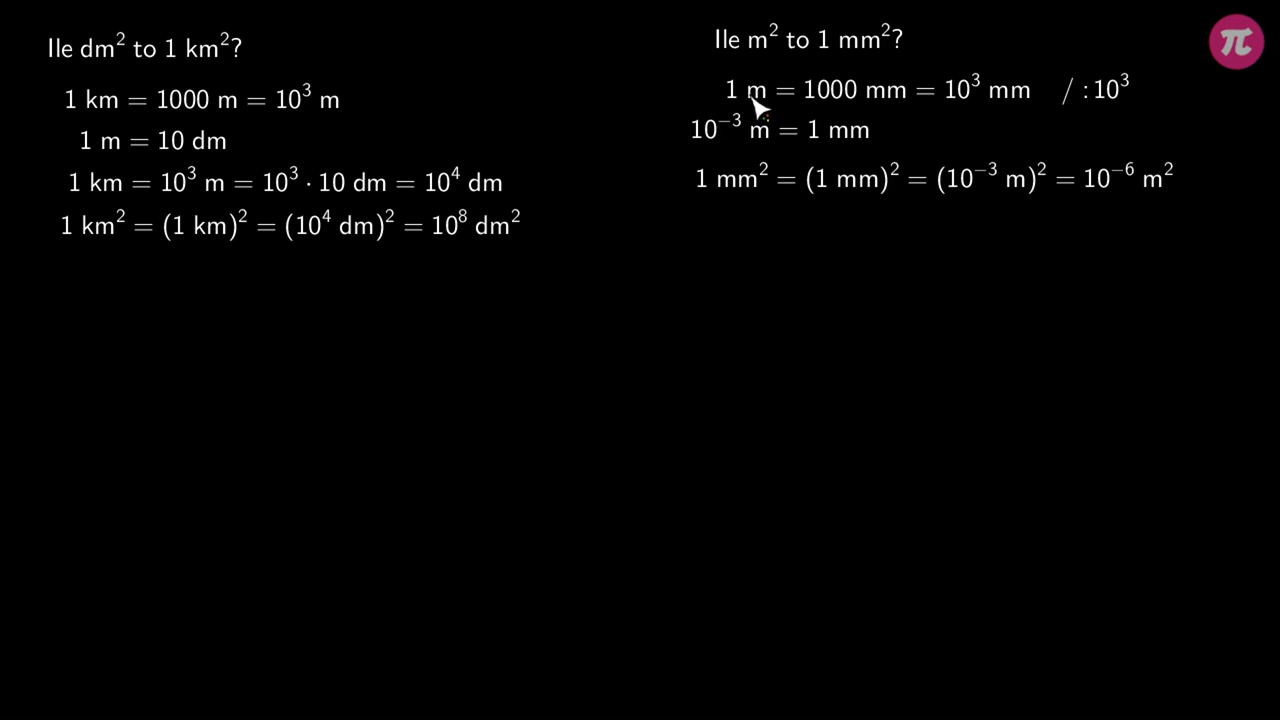 Ile dm² to 1 km²?
1 km = 1000 m = 10³ m
1 m = 10 dm
1 km = 10³ m = 10³ · 10 dm = 10⁴ dm
1 km² = (1 km)² = (10⁴ dm)² = 10⁸ dm²
Ile m² to 1 mm²?
1 m = 1000 mm = 10³ mm / : 10³
10⁻³ m = 1 mm
1 mm² = (1 mm)² = (10⁻³ m)² = 10⁻⁶ m²
π